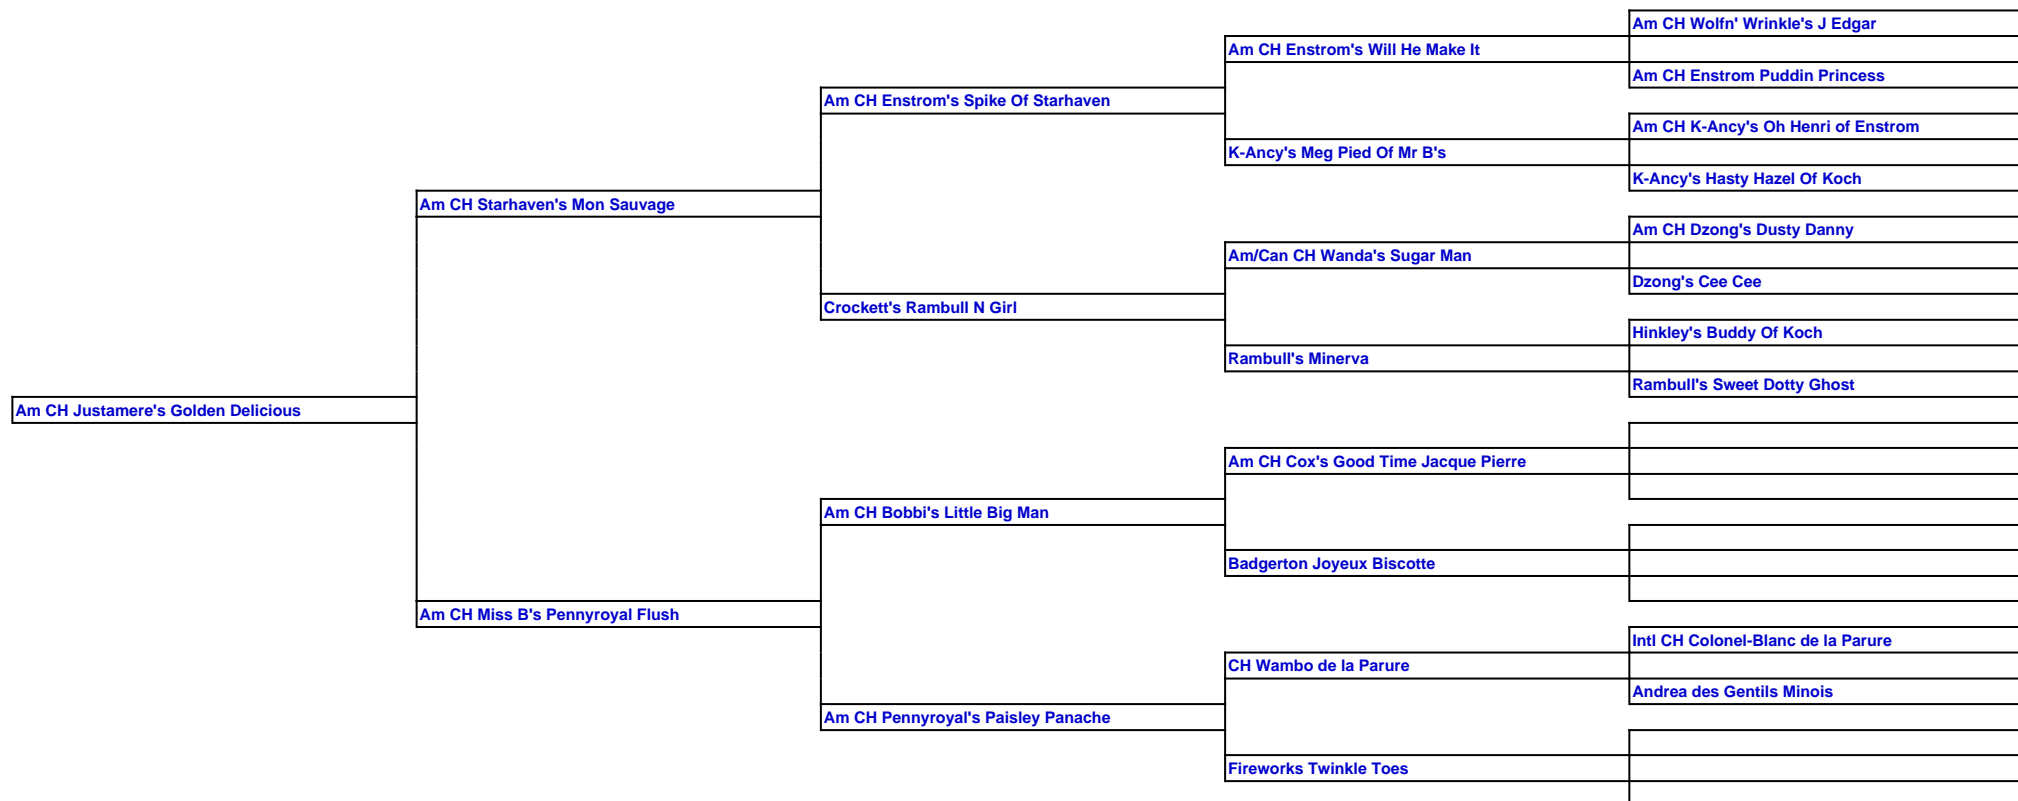 Am CH Wolfn' Wrinkle's J Edgar
Am CH Enstrom's Will He Make It
Am CH Enstrom Puddin Princess
Am CH Enstrom's Spike Of Starhaven
Am CH K-Ancy's Oh Henri of Enstrom
K-Ancy's Meg Pied Of Mr B's
K-Ancy's Hasty Hazel Of Koch
Am CH Starhaven's Mon Sauvage
Am CH Dzong's Dusty Danny
Am/Can CH Wanda's Sugar Man
Dzong's Cee Cee
Crockett's Rambull N Girl
Hinkley's Buddy Of Koch
Rambull's Minerva
Rambull's Sweet Dotty Ghost
Am CH Justamere's Golden Delicious
Am CH Cox's Good Time Jacque Pierre
Am CH Bobbi's Little Big Man
Badgerton Joyeux Biscotte
Am CH Miss B's Pennyroyal Flush
Intl CH Colonel-Blanc de la Parure
CH Wambo de la Parure
Andrea des Gentils Minois
Am CH Pennyroyal's Paisley Panache
Fireworks Twinkle Toes